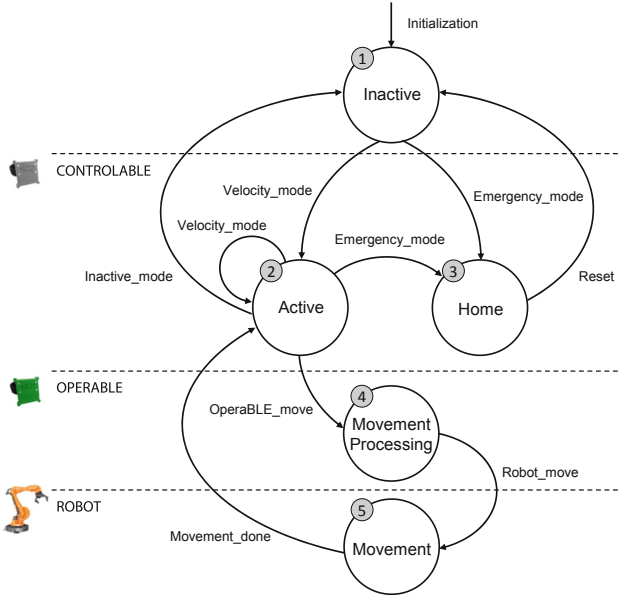 Initialization
1
Inactive
CONTROLABLE
Velocity_mode
Emergency_mode
Velocity_mode
Emergency_mode
Inactive_mode
2
3
Reset
Active
Home
OPERABLE
OperaBLE_move
4
Movement
Processing
Robot_move
ROBOT
5
Movement_done
Movement